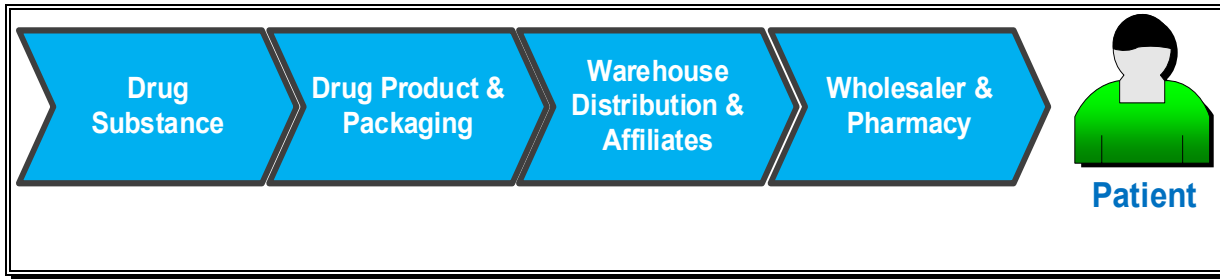 Drug
Substance
Drug Product &
Packaging
Warehouse
Distribution &
Affiliates
Wholesaler &
Pharmacy
Patient